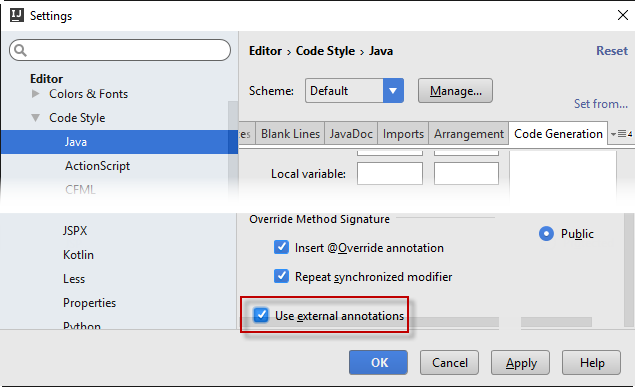 IJ Settings
Editor › Code Style › Java Reset
Editor
Colors & Fonts
Code Style
Java
ActionScript
CFML
JSPX
Kotlin
Less
Properties
Python
Scheme: Default Manage...
Set from...
Blank Lines JavaDoc Imports Arrangement Code Generation 4
Local variable:
Override Method Signature
Insert @Override annotation
Repeat synchronized modifier
Public
Use external annotations
OK Cancel Apply Help